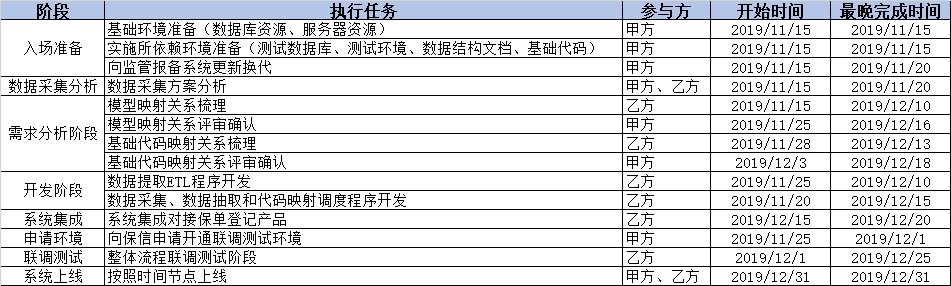 阶段 执行任务 参与方 开始时间 最晚完成时间
入场准备 基础环境准备（数据库资源、服务器资源） 甲方 2019/11/15 2019/11/15
实施所依赖环境准备（测试数据库、测试环境、数据结构文档、基础代码） 甲方 2019/11/15 2019/11/15
向监管报备系统更新换代 甲方 2019/11/15 2019/11/20
数据采集分析 数据采集方案分析 甲方、乙方 2019/11/15 2019/11/20
需求分析阶段 模型映射关系梳理 乙方 2019/11/15 2019/12/10
模型映射关系评审确认 甲方 2019/11/25 2019/12/16
基础代码映射关系梳理 乙方 2019/11/28 2019/12/13
基础代码映射关系评审确认 甲方 2019/12/3 2019/12/18
开发阶段 数据提取ETL程序开发 乙方 2019/11/25 2019/12/10
数据采集、数据抽取和代码映射调度程序开发 乙方 2019/11/20 2019/12/15
系统集成 系统集成对接保单登记产品 乙方 2019/12/15 2019/12/20
申请环境 向保信申请开通联调测试环境 甲方 2019/11/25 2019/12/1
联调测试 整体流程联调测试阶段 乙方 2019/12/1 2019/12/25
系统上线 按照时间节点上线 甲方、乙方 2019/12/31 2019/12/31